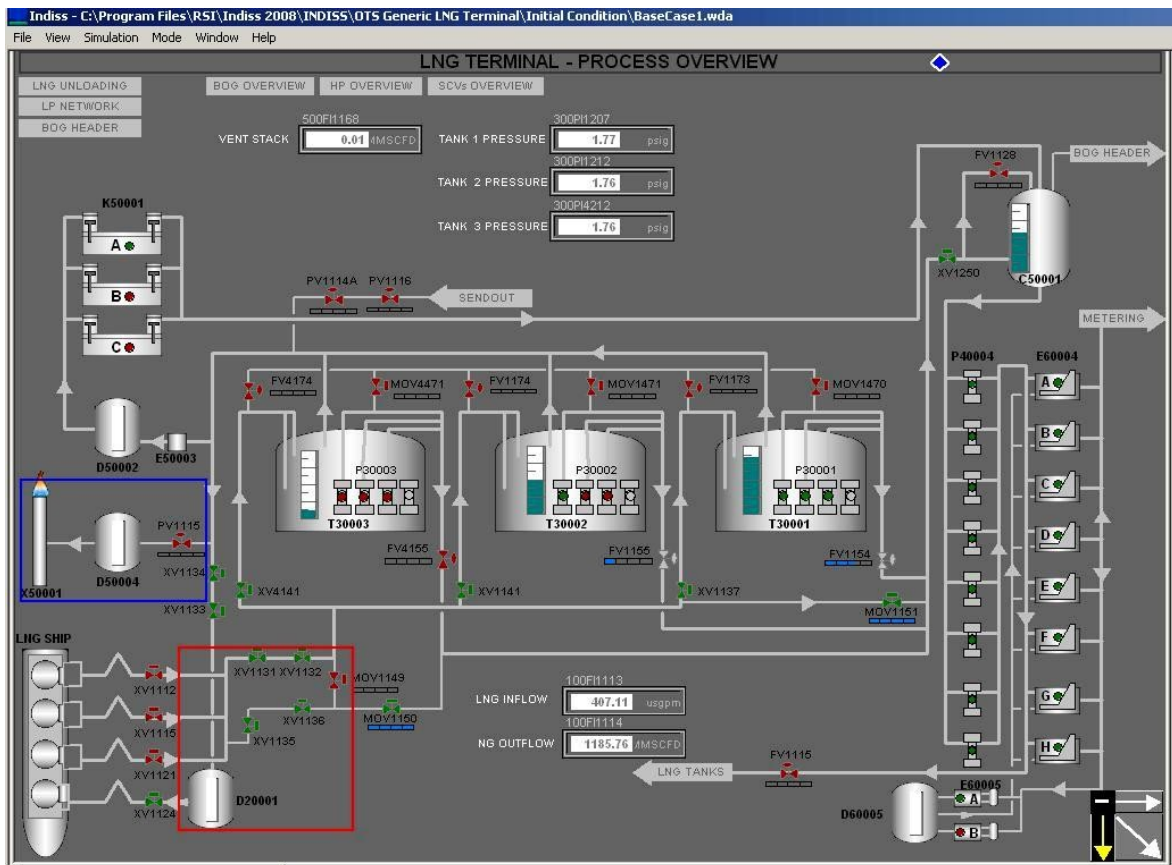 Indiss - C:\Program Files\RSI\Indiss 2008\INDISS\OTS Generic LNG Terminal\Initial Condition\BaseCase1.wda
File View Simulation Mode Window Help
LNG TERMINAL - PROCESS OVERVIEW
LNG UNLOADING
BOG OVERVIEW
HP OVERVIEW
SCVs OVERVIEW
LP NETWORK
BOG HEADER
500FI1168
VENT STACK 0.01 MMSCFD
300PI1207
TANK 1 PRESSURE 1.77 psig
300PI1212
TANK 2 PRESSURE 1.76 psig
300PI4212
TANK 3 PRESSURE 1.76 psig
FV1128
BOG HEADER
K50001
A
B
C
XV1250
C50001
PV1114A PV1116
SENDOUT
METERING
P40004
E60004
FV4174
MOV4471
FV1174
MOV1471
FV1173
MOV1470
A
B
C
D
E
F
G
H
D50002
E50003
P30003
T30003
P30002
T30002
P30001
T30001
PV1115
X50001
D50004
FV4155
FV1155
FV1154
XV1134
XV4141
XV1141
XV1137
XV1133
MOV1151
LNG SHIP
XV1131 XV1132
MOV1149
XV1112
XV1136
MOV1150
XV1115
XV1135
XV1121
XV1124
D20001
100FI1113
LNG INFLOW 407.11 usgpm
100FI1114
NG OUTFLOW 1185.76 MMSCFD
LNG TANKS
FV1115
D60005
E60005
A
B